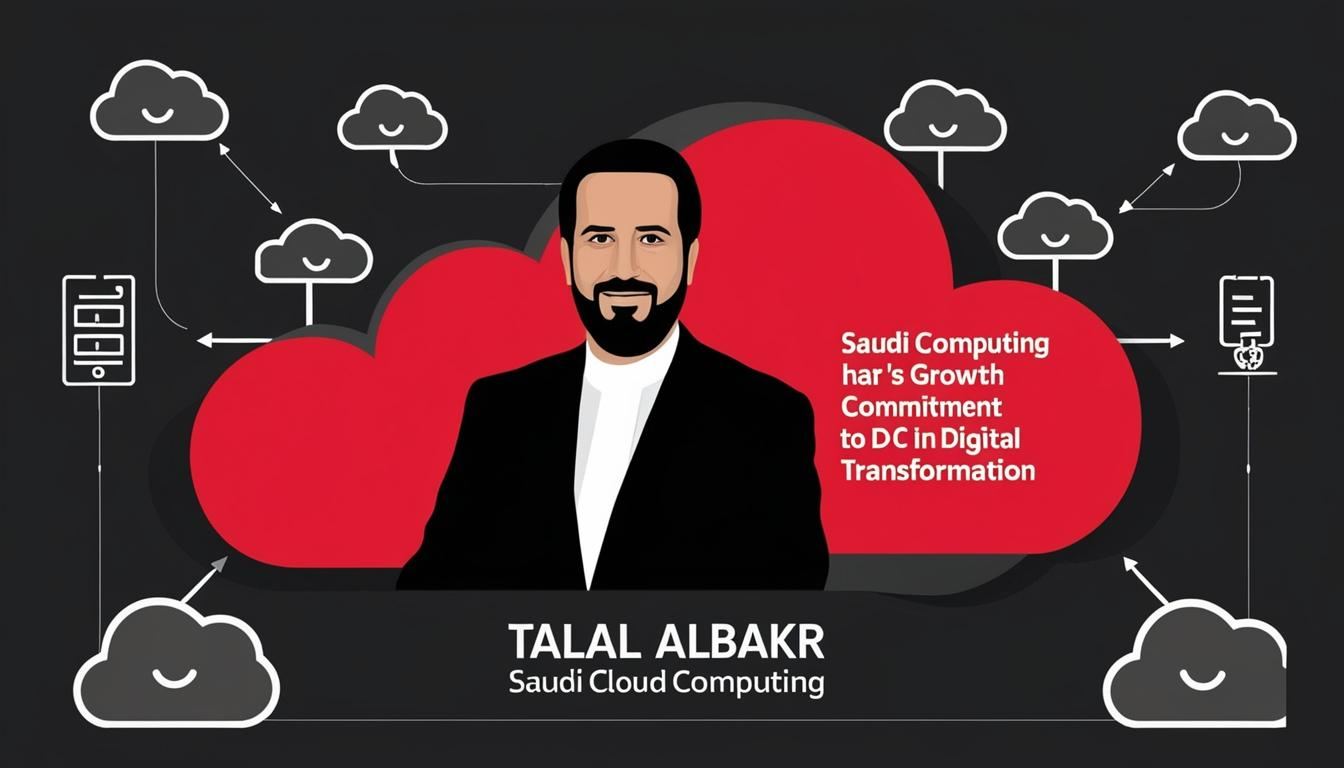 Saudi Computing
har's Growth
Commitment
to DC in Digital
Transformation
TALAL ALBAKR
Saudi Cloud Computing